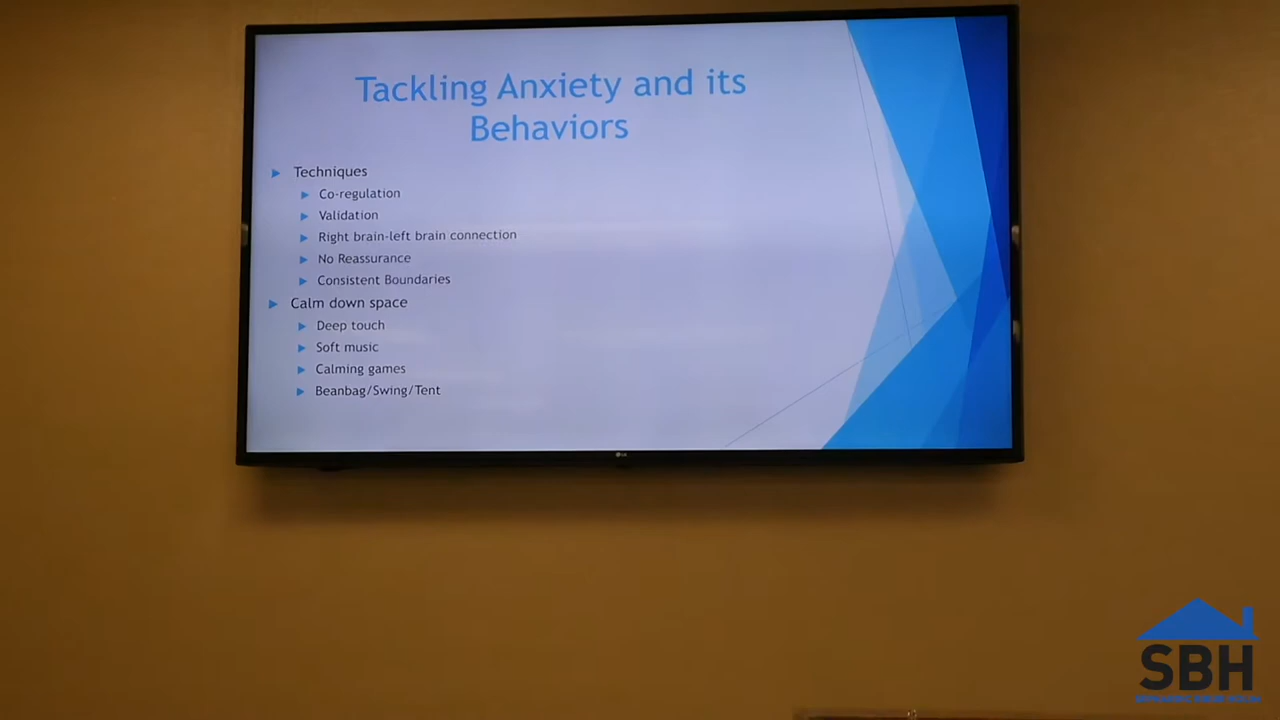 Tackling Anxiety and its
Behaviors
Techniques
Co-regulation
Validation
Right brain-left brain connection
No Reassurance
Consistent Boundaries
Calm down space
Deep touch
Soft music
Calming games
Beanbag/Swing/Tent
LG
SBH